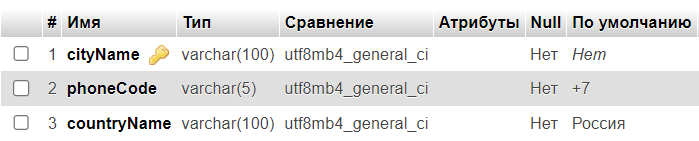 # Имя Тип Сравнение Атрибуты Null По умолчанию
1 cityName varchar(100) utf8mb4_general_ci Нет Нет
2 phoneCode varchar(5) utf8mb4_general_ci Нет +7
3 countryName varchar(100) utf8mb4_general_ci Нет Россия